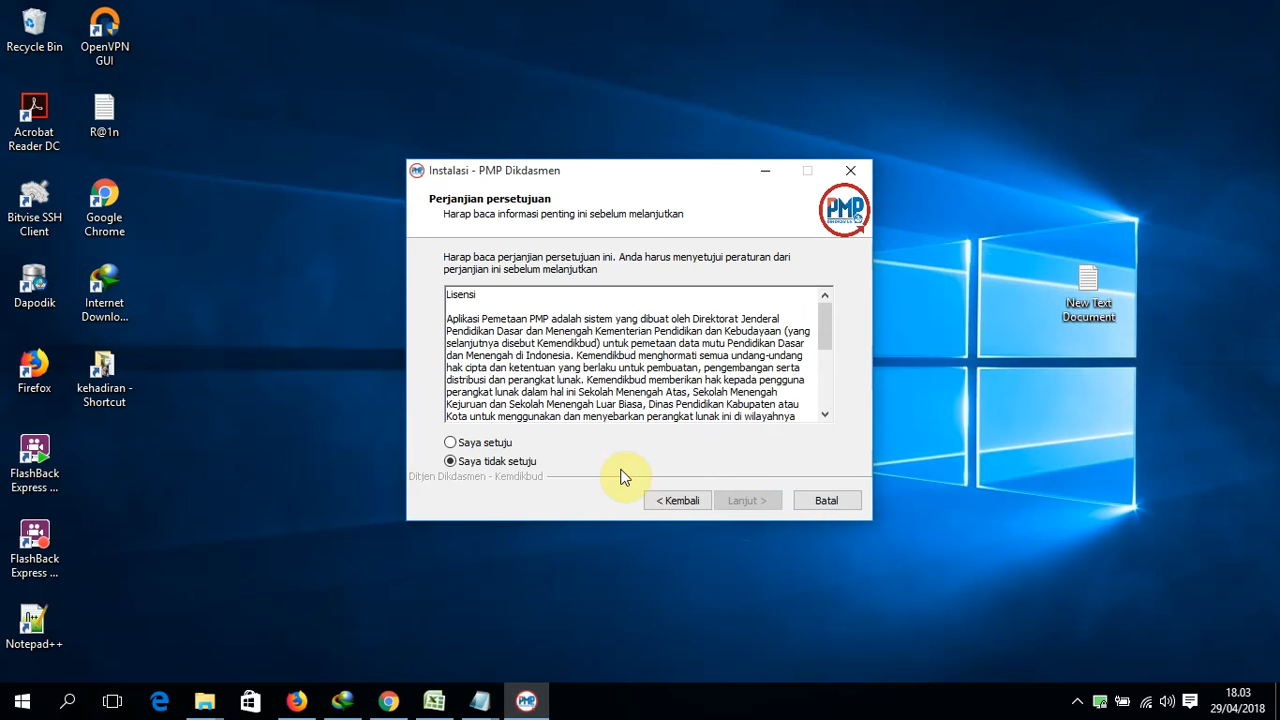 Recycle Bin
OpenVPN
GUI
Acrobat
Reader DC
R@1n
Bitvise SSH
Client
Google
Chrome
Dapodik
Internet
Downlo...
Firefox
kehadiran -
Shortcut
FlashBack
Express ...
FlashBack
Express ...
Notepad++
Instalasi - PMP Dikdasmen
Perjanjian persetujuan
Harap baca informasi penting ini sebelum melanjutkan
PMP
Harap baca perjanjian persetujuan ini. Anda harus menyetujui peraturan dari
perjanjian ini sebelum melanjutkan
Lisensi
Aplikasi Pemetaan PMP adalah sistem yang dibuat oleh Direktorat Jenderal
Pendidikan Dasar dan Menengah Kementerian Pendidikan dan Kebudayaan (yang
selanjutnya disebut Kemendikbud) untuk pemetaan data mutu Pendidikan Dasar
dan Menengah di Indonesia. Kemendikbud menghormati semua undang-undang
hak cipta dan ketentuan yang berlaku untuk pembuatan, pengembangan serta
distribusi dan perangkat lunak. Kemendikbud memberikan hak kepada pengguna
perangkat lunak dalam hal ini Sekolah Menengah Atas, Sekolah Menengah
Kejuruan dan Sekolah Menengah Luar Biasa, Dinas Pendidikan Kabupaten atau
Kota untuk menggunakan dan menyebarkan perangkat lunak ini di wilayahnya
Saya setuju
Saya tidak setuju
Ditjen Dikdasmen - Kemdikbud
< Kembali
Lanjut >
Batal
New Text
Document
18.03
29/04/2018